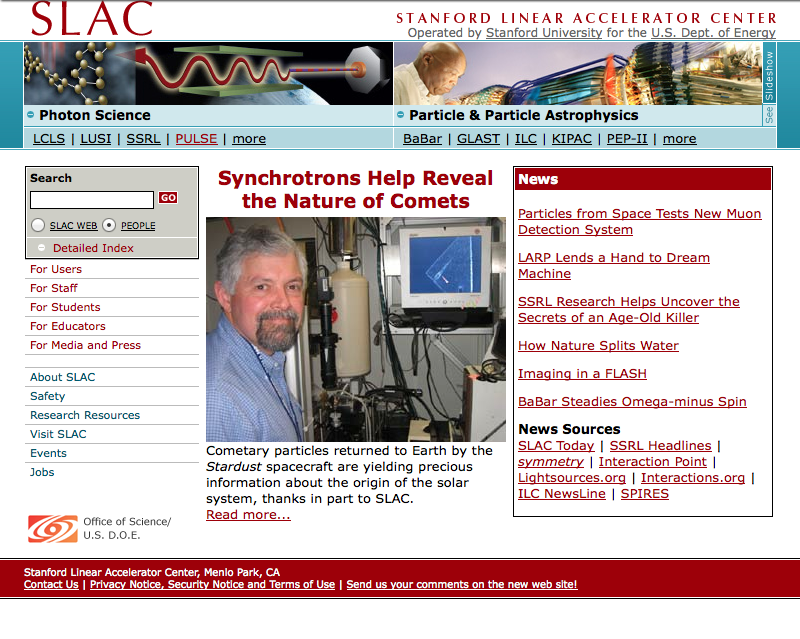 SLAC
STANFORD LINEAR ACCELERATOR CENTER
Operated by Stanford University for the U.S. Dept. of Energy
See Slideshow
Photon Science
Particle & Particle Astrophysics
LCLS | LUSI | SSRL | PULSE | more
BaBar | GLAST | ILC | KIPAC | PEP-II | more
Search
GO
SLAC WEB PEOPLE
Detailed Index
For Users
For Staff
For Students
For Educators
For Media and Press
About SLAC
Safety
Research Resources
Visit SLAC
Events
Jobs
Office of Science/
U.S. D.O.E.
Synchrotrons Help Reveal
the Nature of Comets
Cometary particles returned to Earth by the
Stardust spacecraft are yielding precious
information about the origin of the solar
system, thanks in part to SLAC.
Read more...
News
Particles from Space Tests New Muon
Detection System
LARP Lends a Hand to Dream
Machine
SSRL Research Helps Uncover the
Secrets of an Age-Old Killer
How Nature Splits Water
Imaging in a FLASH
BaBar Steadies Omega-minus Spin
News Sources
SLAC Today | SSRL Headlines |
symmetry | Interaction Point |
Lightsources.org | Interactions.org |
ILC NewsLine | SPIRES
Stanford Linear Accelerator Center, Menlo Park, CA
Contact Us | Privacy Notice, Security Notice and Terms of Use | Send us your comments on the new web site!